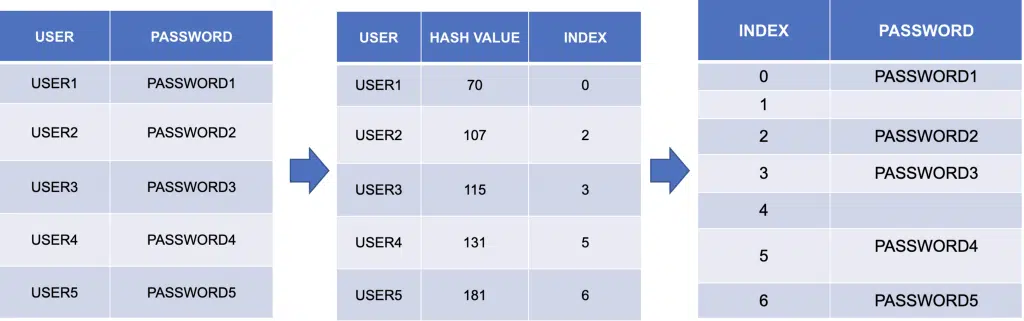 USER PASSWORD
USER1 PASSWORD1
USER2 PASSWORD2
USER3 PASSWORD3
USER4 PASSWORD4
USER5 PASSWORD5
USER HASH VALUE INDEX
USER1 70 0
USER2 107 2
USER3 115 3
USER4 131 5
USER5 181 6
INDEX PASSWORD
0 PASSWORD1
1
2 PASSWORD2
3 PASSWORD3
4
5 PASSWORD4
6 PASSWORD5